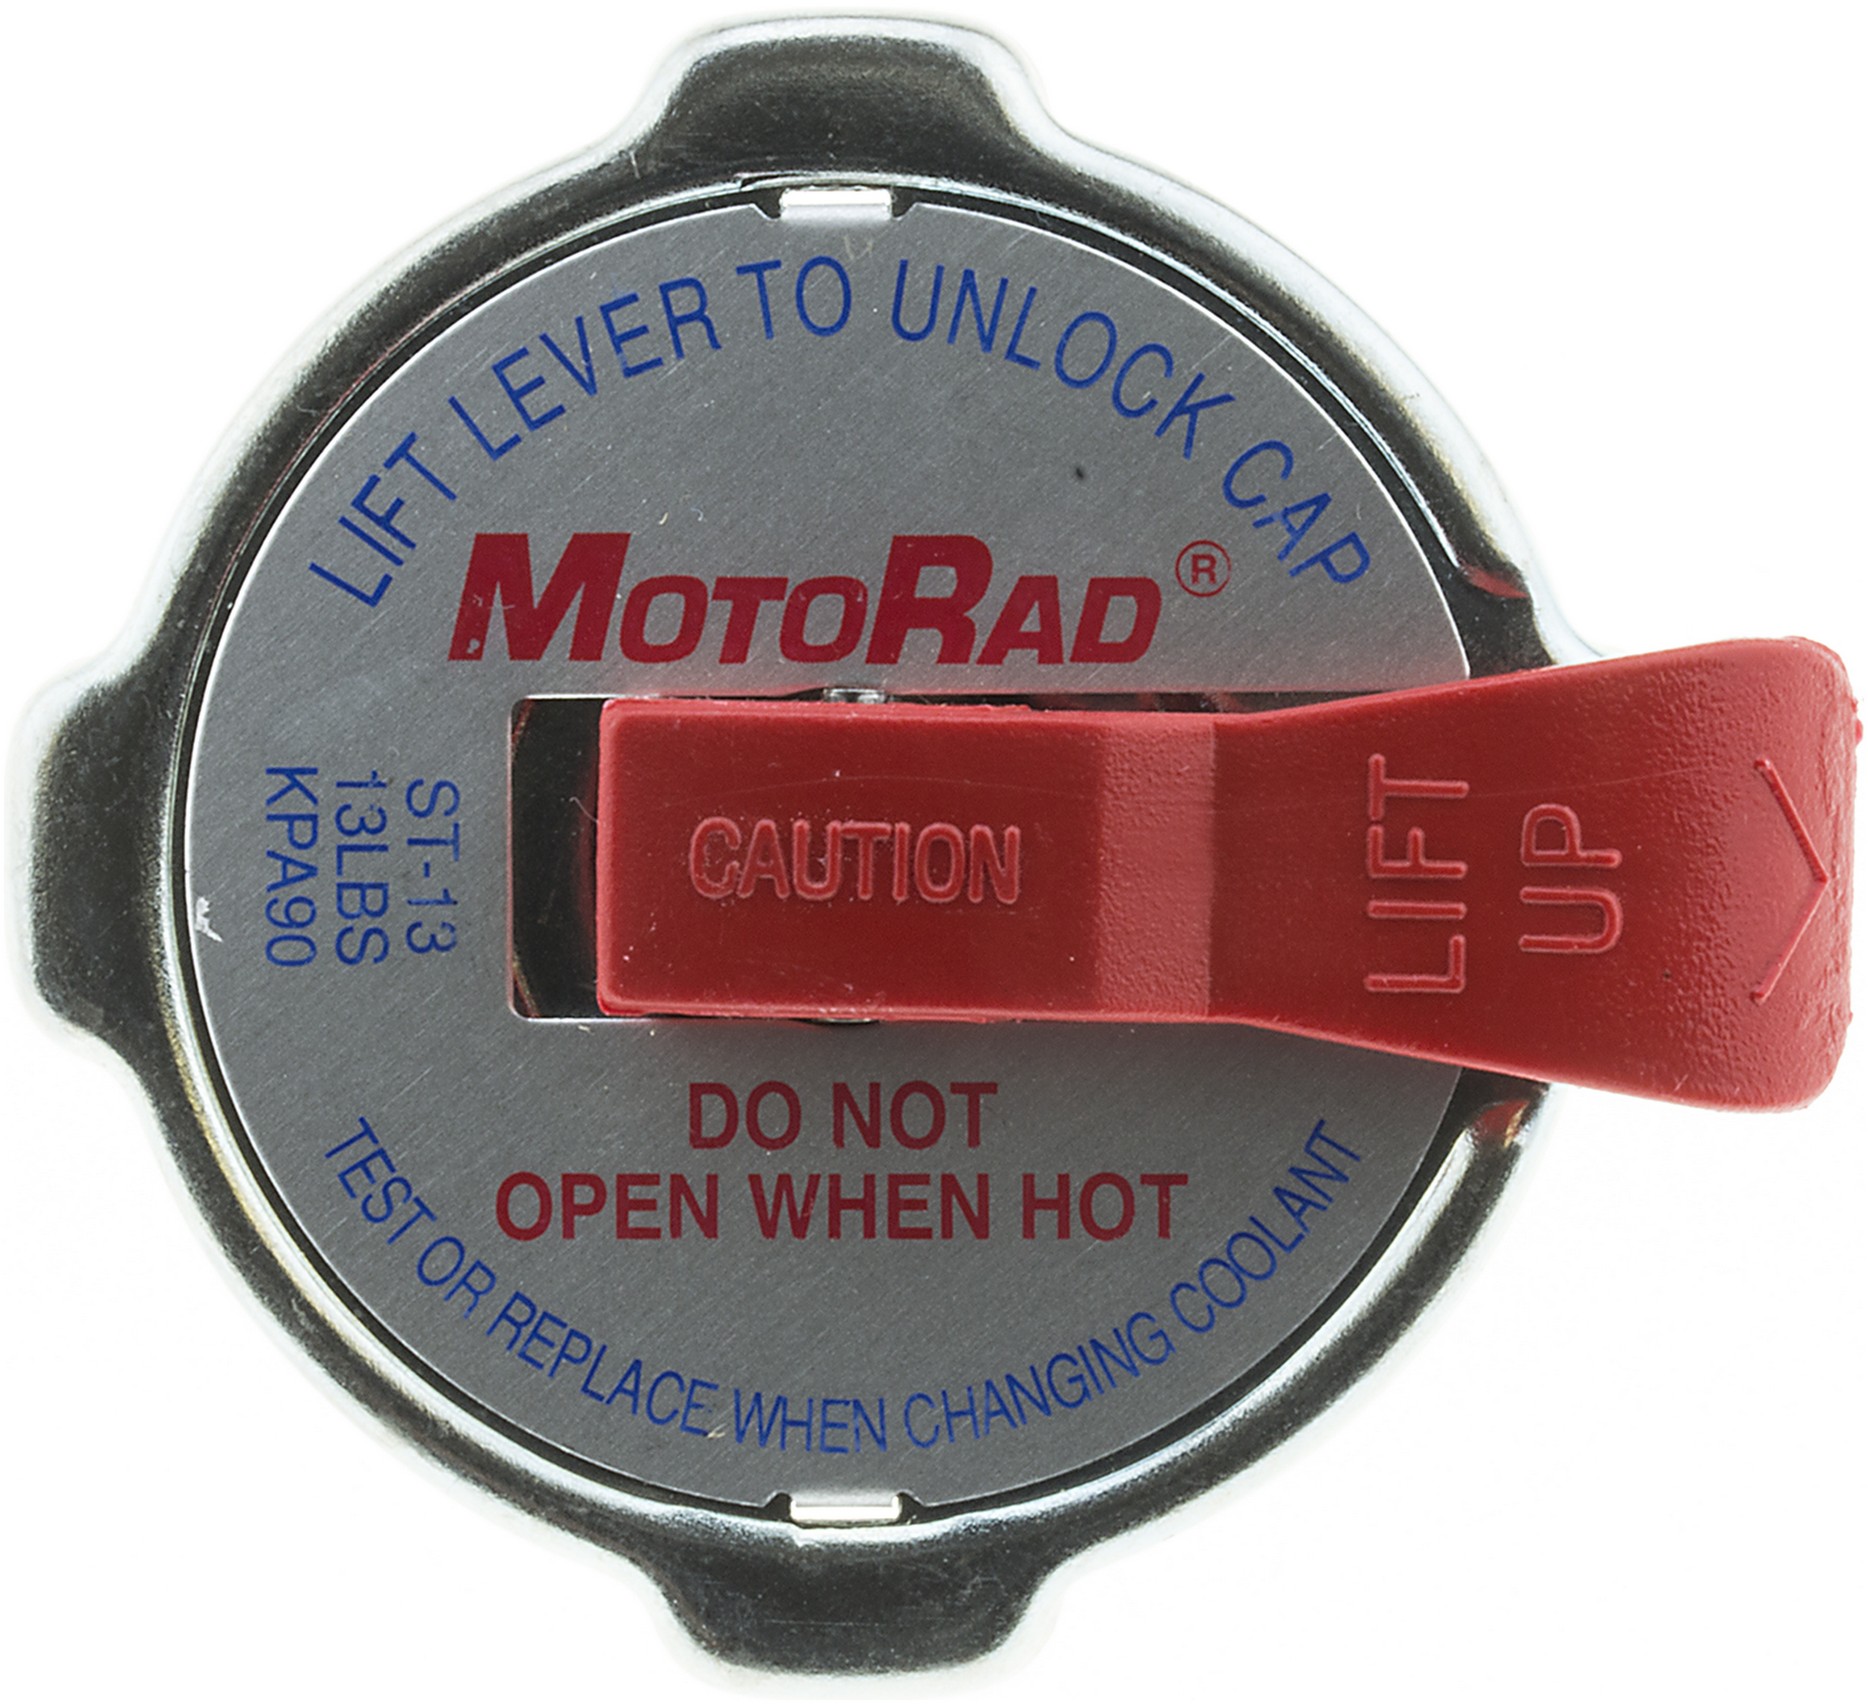 LIFT LEVER TO UNLOCK CAP
MOTORAD®
ST-13
13LBS
KPA90
CAUTION
LIFT
UP
DO NOT
OPEN WHEN HOT
TEST OR REPLACE WHEN CHANGING COOLANT